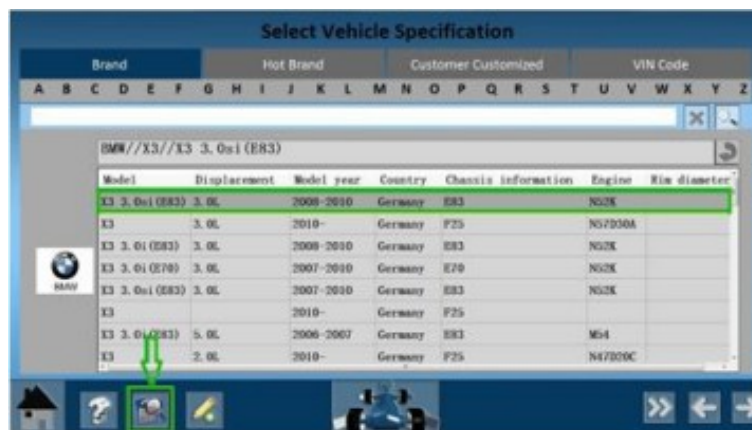 Select Vehicle Specification
Brand Hot Brand Customer Customized VIN Code
A B C D E F G H I J K L M N O P Q R S T U V W X Y Z
BMW//X3//X3 3.0si(E83)
Model Displacement Model year Country Chassis information Engine Rim diameter
X3 3.0si(E83) 3.0L 2008-2010 Germany E83 N52K
X3 3.0L 2010- Germany F25 N57D30A
X3 3.0i(E83) 3.0L 2008-2010 Germany E83 N52K
X3 3.0i(E70) 3.0L 2007-2010 Germany E70 N52K
X3 3.0si(E83) 3.0L 2007-2010 Germany E83 N52K
X3 2010- Germany F25
X3 3.0i(E83) 5.0L 2006-2007 Germany E83 M54
X3 2.0L 2010- Germany F25 N47D20C
BMW